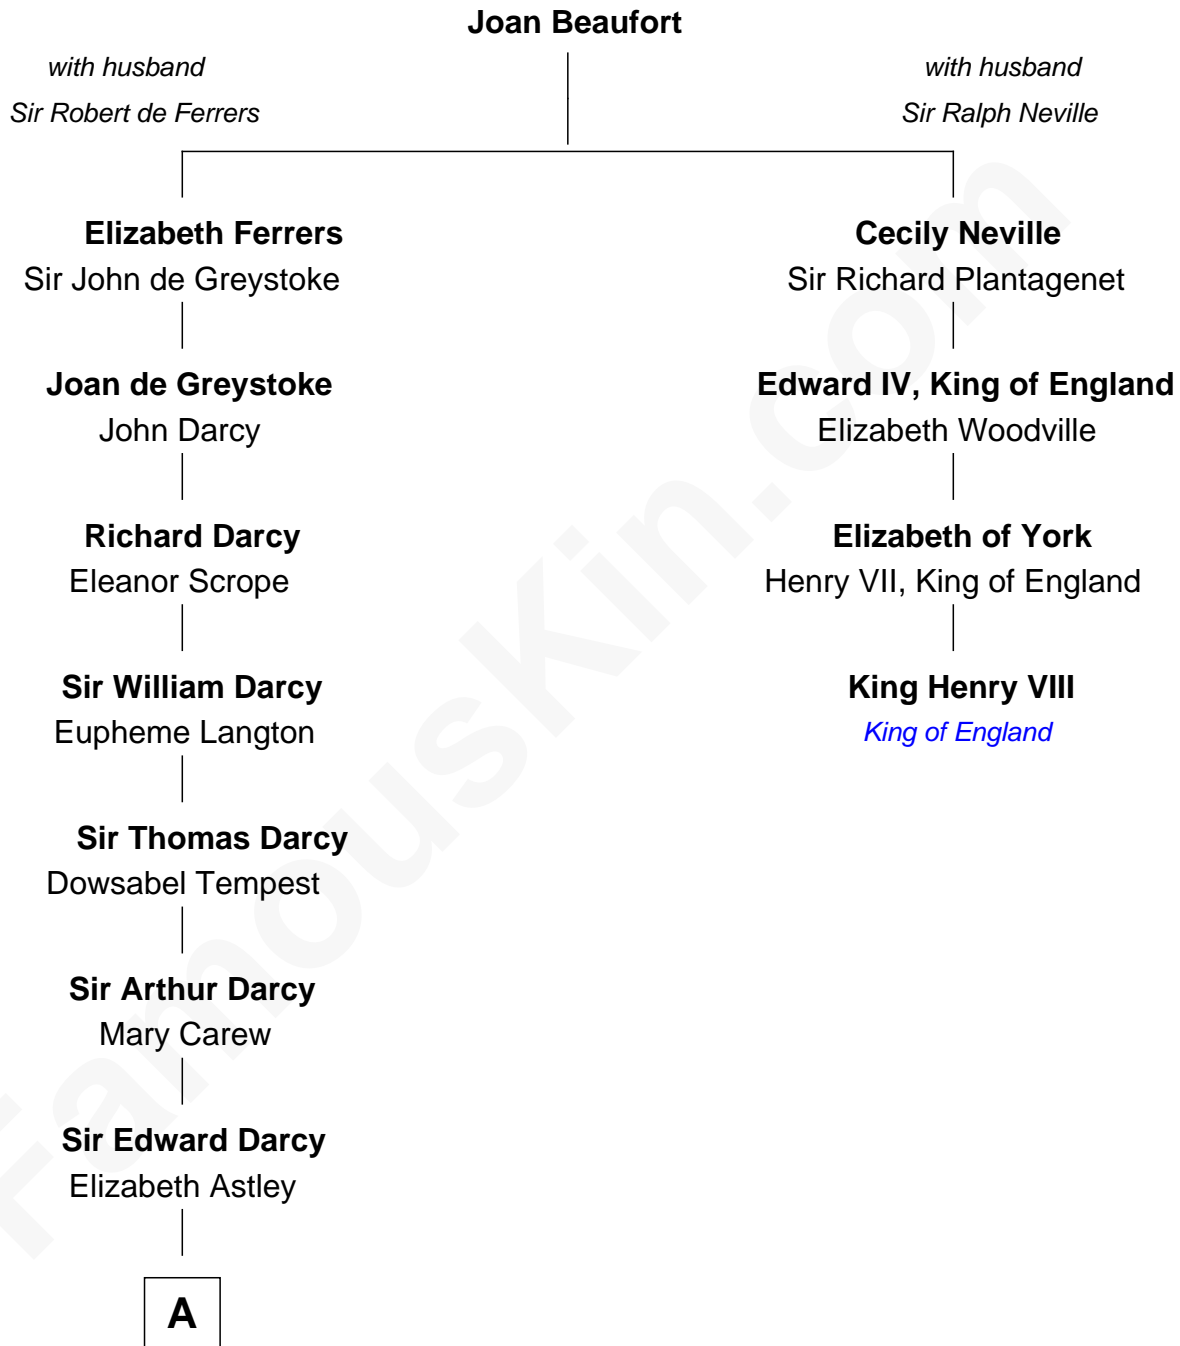 Joan Beaufort
with husband
Sir Robert de Ferrers
with husband
Sir Ralph Neville
Elizabeth Ferrers
Sir John de Greystoke
Cecily Neville
Sir Richard Plantagenet
Joan de Greystoke
John Darcy
Edward IV, King of England
Elizabeth Woodville
Richard Darcy
Eleanor Scrope
Elizabeth of York
Henry VII, King of England
Sir William Darcy
Eupheme Langton
King Henry VIII
King of England
Sir Thomas Darcy
Dowsabel Tempest
Sir Arthur Darcy
Mary Carew
Sir Edward Darcy
Elizabeth Astley
A
FamousKin.com